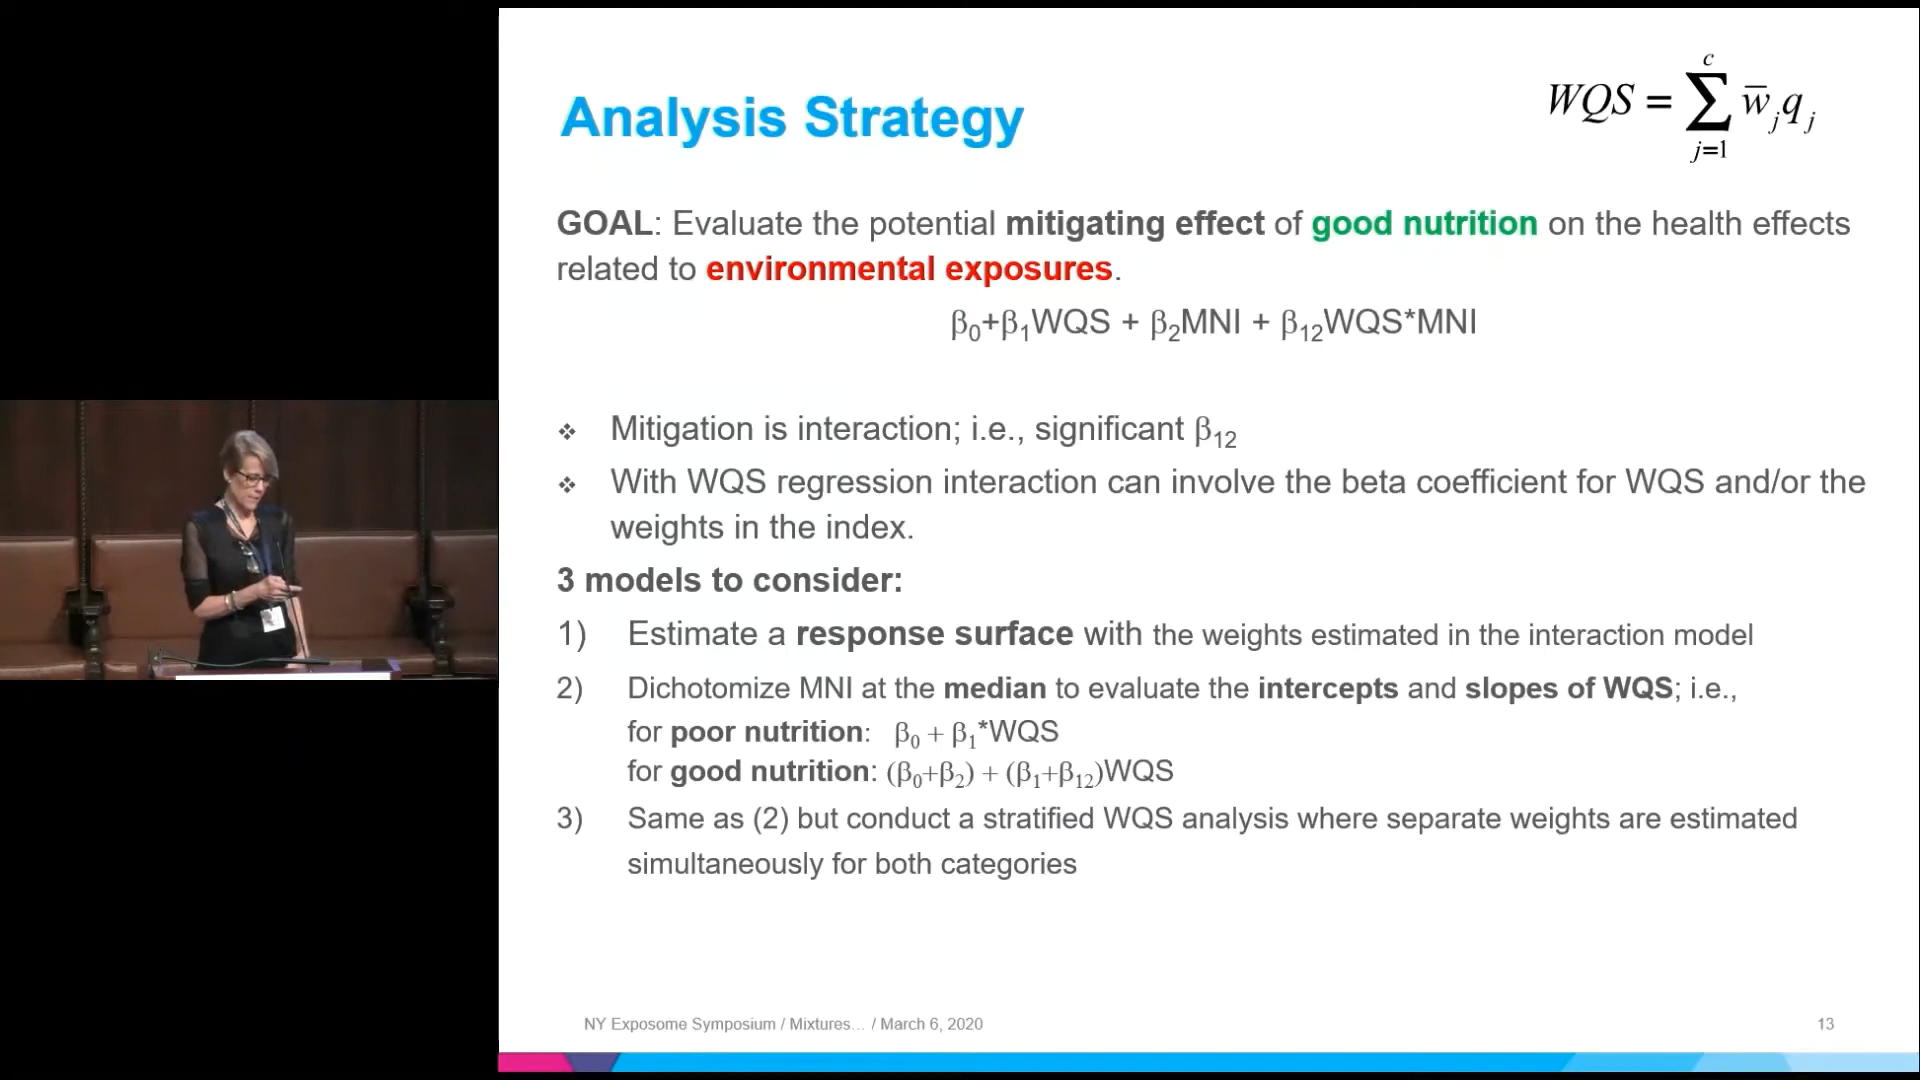 Analysis Strategy
WQS = \sum_{j=1}^{c} \bar{w}_j q_j
GOAL: Evaluate the potential mitigating effect of good nutrition on the health effects
related to environmental exposures.
β₀+β₁WQS + β₂MNI + β₁₂WQS*MNI
❖ Mitigation is interaction; i.e., significant β₁₂
❖ With WQS regression interaction can involve the beta coefficient for WQS and/or the
weights in the index.
3 models to consider:
1) Estimate a response surface with the weights estimated in the interaction model
2) Dichotomize MNI at the median to evaluate the intercepts and slopes of WQS; i.e.,
for poor nutrition: β₀ + β₁*WQS
for good nutrition: (β₀+β₂) + (β₁+β₁₂)WQS
3) Same as (2) but conduct a stratified WQS analysis where separate weights are estimated
simultaneously for both categories
NY Exposome Symposium / Mixtures... / March 6, 2020
13